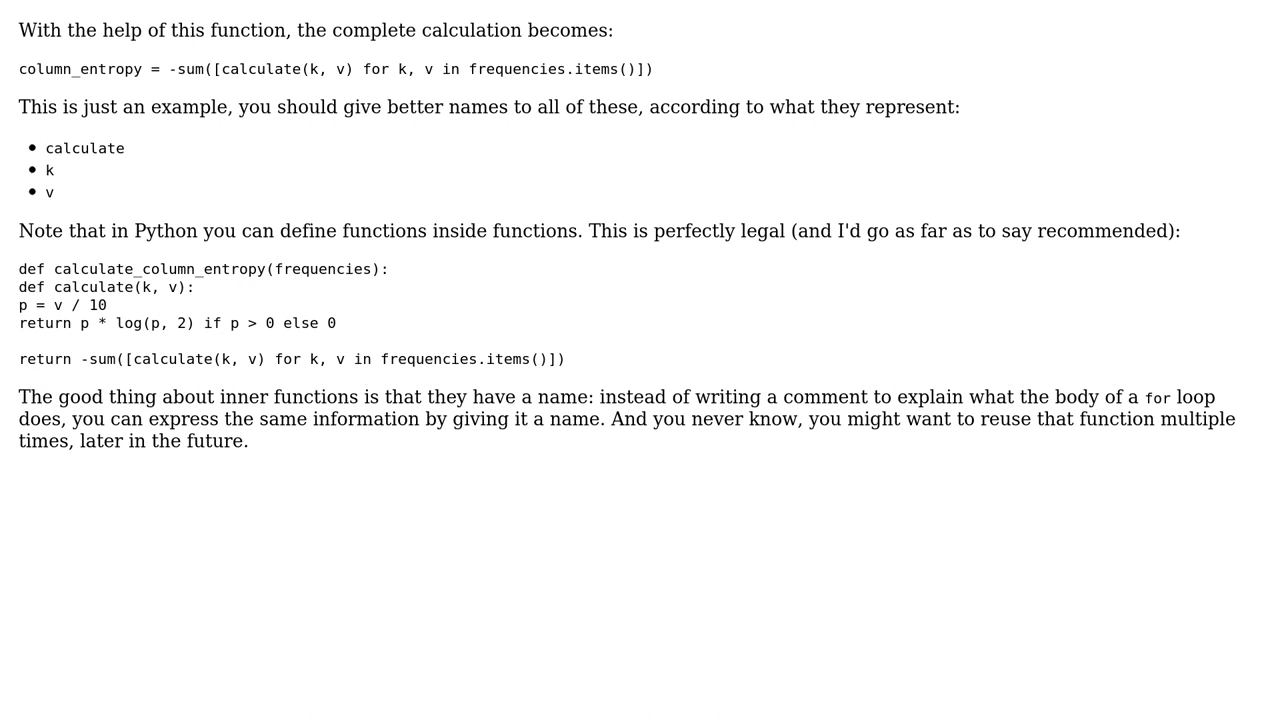 With the help of this function, the complete calculation becomes:
column_entropy = -sum([calculate(k, v) for k, v in frequencies.items()])
This is just an example, you should give better names to all of these, according to what they represent:
• calculate
• k
• v
Note that in Python you can define functions inside functions. This is perfectly legal (and I'd go as far as to say recommended):
def calculate_column_entropy(frequencies):
def calculate(k, v):
p = v / 10
return p * log(p, 2) if p > 0 else 0
return -sum([calculate(k, v) for k, v in frequencies.items()])
The good thing about inner functions is that they have a name: instead of writing a comment to explain what the body of a for loop
does, you can express the same information by giving it a name. And you never know, you might want to reuse that function multiple
times, later in the future.